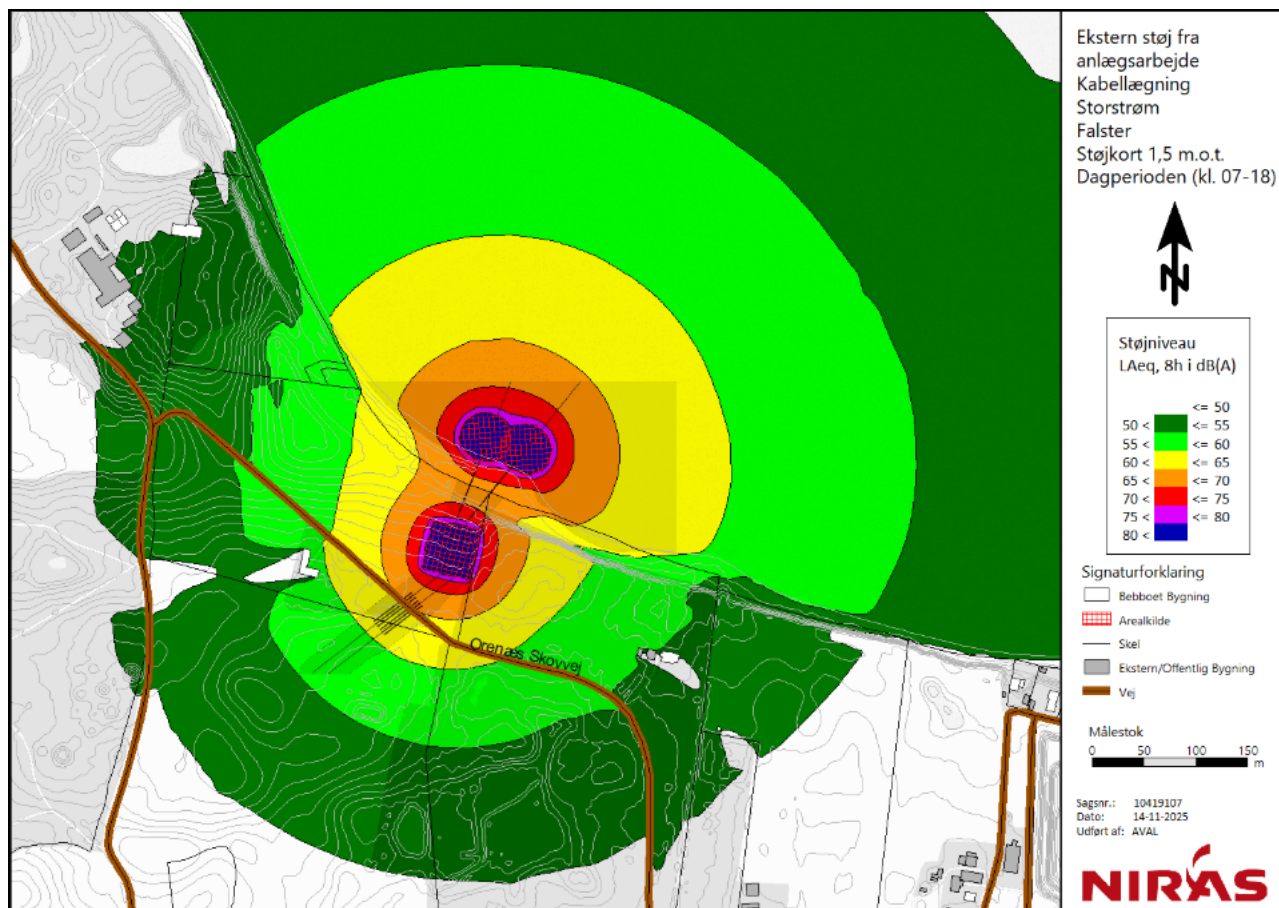 Ekstern støj fra
anlægsarbejde
Kabellægning
Storstrøm
Falster
Støjkort 1,5 m.o.t.
Dagperioden (kl. 07-18)
N
Støjniveau
LAeq, 8h i dB(A)
<= 50
50 < <= 55
55 < <= 60
60 < <= 65
65 < <= 70
70 < <= 75
75 < <= 80
80 <
Signaturforklaring
Bebboet Bygning
Arealkilde
Skel
Ekstern/Offentlig Bygning
Vej
Målestok
0 50 100 150
m
Sagsnr.: 10419107
Dato: 14-11-2025
Udført af: AVAL
NIRAS
Orenæs Skovvej